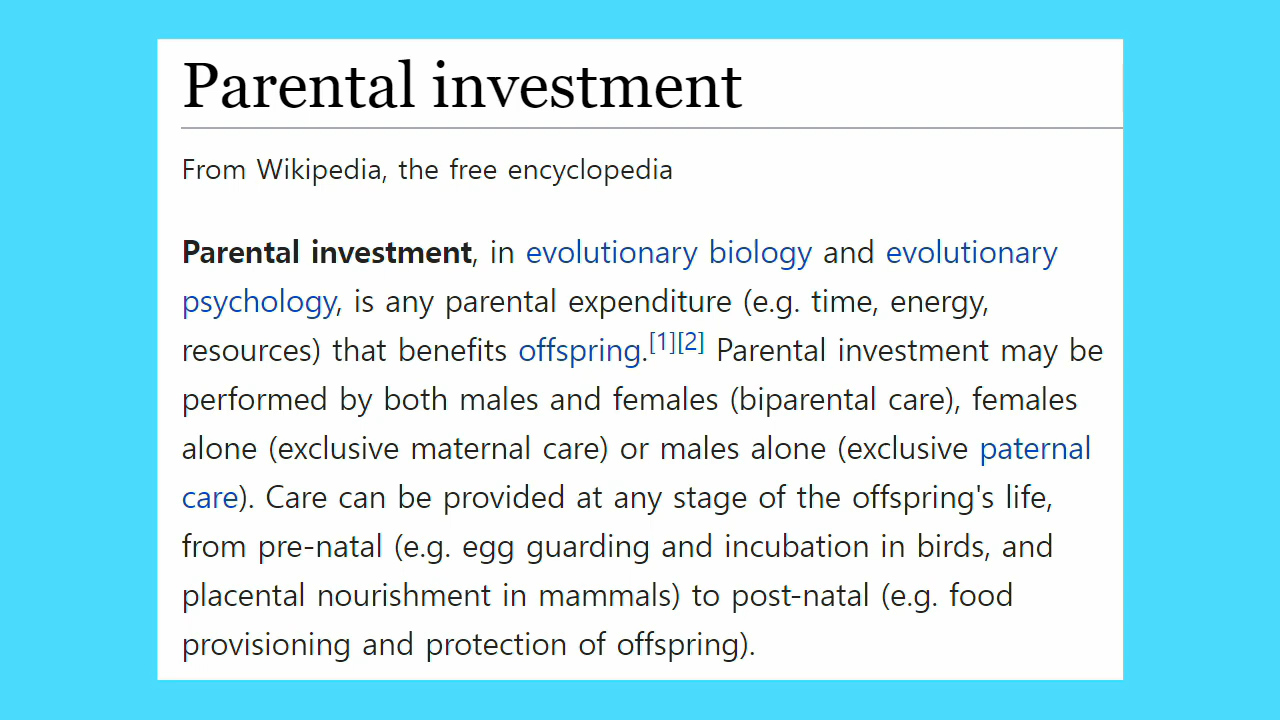 Parental investment
From Wikipedia, the free encyclopedia
Parental investment, in evolutionary biology and evolutionary
psychology, is any parental expenditure (e.g. time, energy,
resources) that benefits offspring.[1][2] Parental investment may be
performed by both males and females (biparental care), females
alone (exclusive maternal care) or males alone (exclusive paternal
care). Care can be provided at any stage of the offspring's life,
from pre-natal (e.g. egg guarding and incubation in birds, and
placental nourishment in mammals) to post-natal (e.g. food
provisioning and protection of offspring).